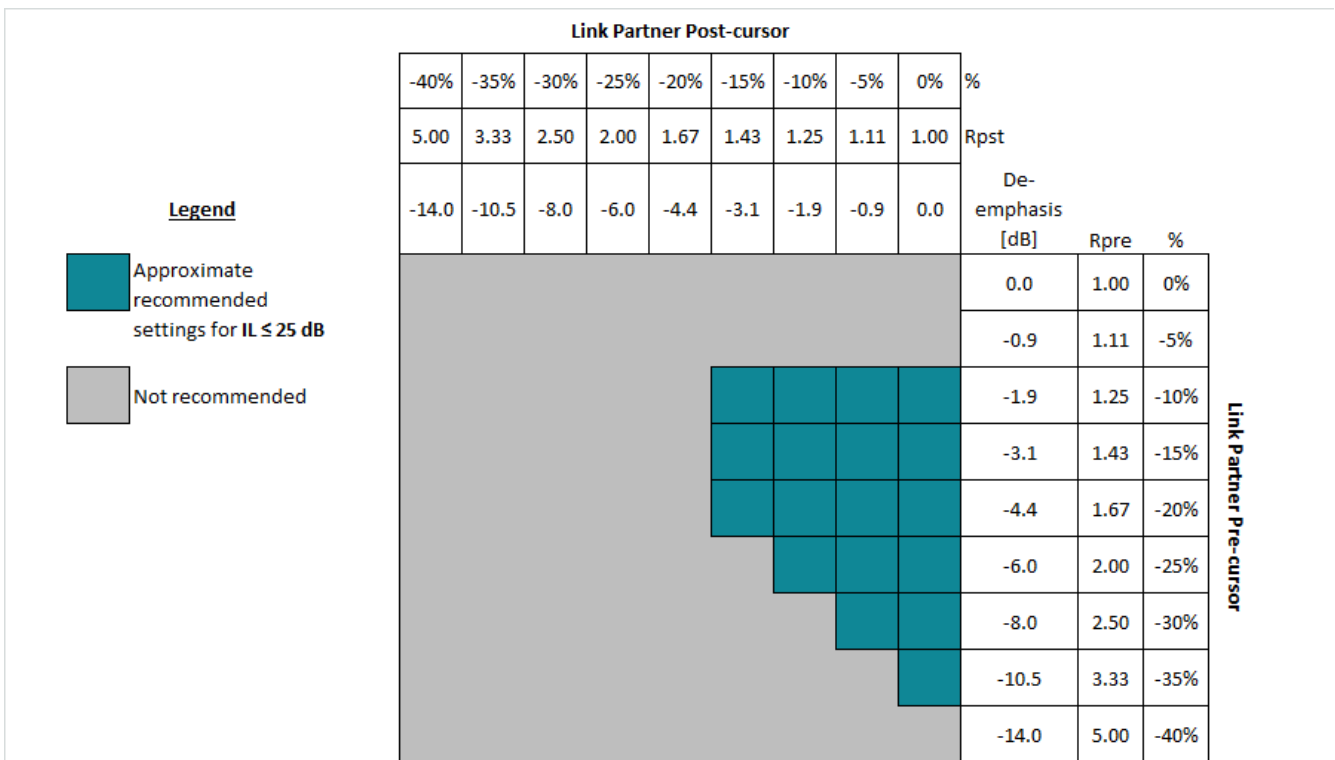 Link Partner Post-cursor
-40% -35% -30% -25% -20% -15% -10% -5% 0% %
5.00 3.33 2.50 2.00 1.67 1.43 1.25 1.11 1.00 Rpst
-14.0 -10.5 -8.0 -6.0 -4.4 -3.1 -1.9 -0.9 0.0
De-
emphasis
[dB] Rpre %
Legend
Approximate
recommended
settings for IL ≤ 25 dB
Not recommended
0.0 1.00 0%
-0.9 1.11 -5%
-1.9 1.25 -10%
-3.1 1.43 -15%
-4.4 1.67 -20%
-6.0 2.00 -25%
-8.0 2.50 -30%
-10.5 3.33 -35%
-14.0 5.00 -40%
Link Partner Pre-cursor